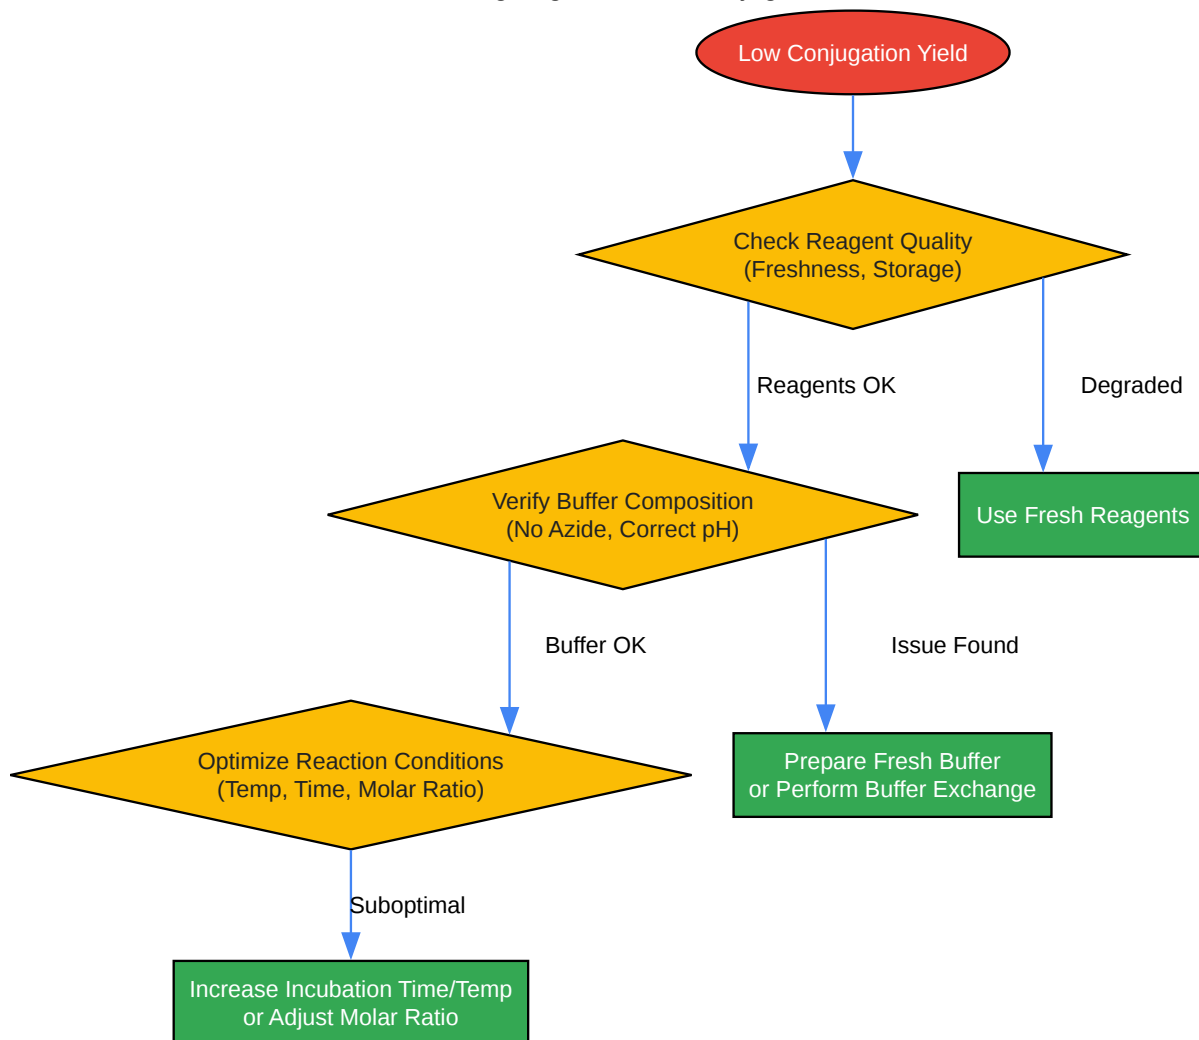 Low Conjugation Yield
Check Reagent Quality
(Freshness, Storage)
Reagents OK
Degraded
Verify Buffer Composition
(No Azide, Correct pH)
Use Fresh Reagents
Buffer OK
Issue Found
Optimize Reaction Conditions
(Temp, Time, Molar Ratio)
Prepare Fresh Buffer
or Perform Buffer Exchange
Suboptimal
Increase Incubation Time/Temp
or Adjust Molar Ratio